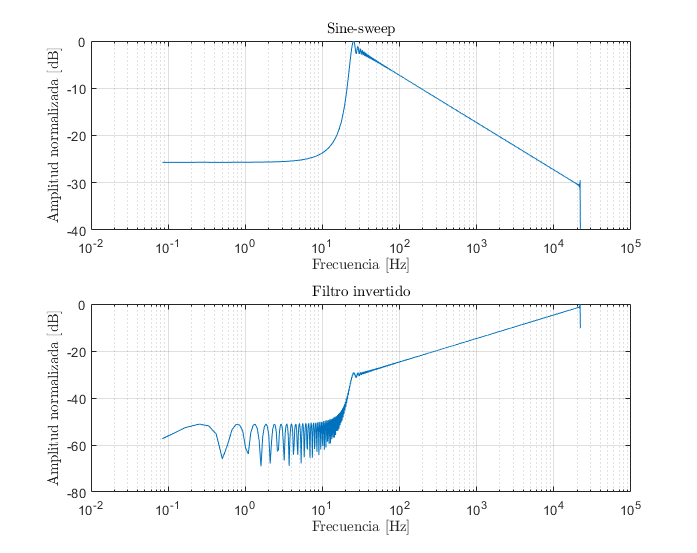 Sine-sweep
Amplitud normalizada [dB]
0
-10
-20
-30
-40
10^-2 10^-1 10^0 10^1 10^2 10^3 10^4 10^5
Frecuencia [Hz]
Filtro invertido
Amplitud normalizada [dB]
0
-20
-40
-60
-80
10^-2 10^-1 10^0 10^1 10^2 10^3 10^4 10^5
Frecuencia [Hz]